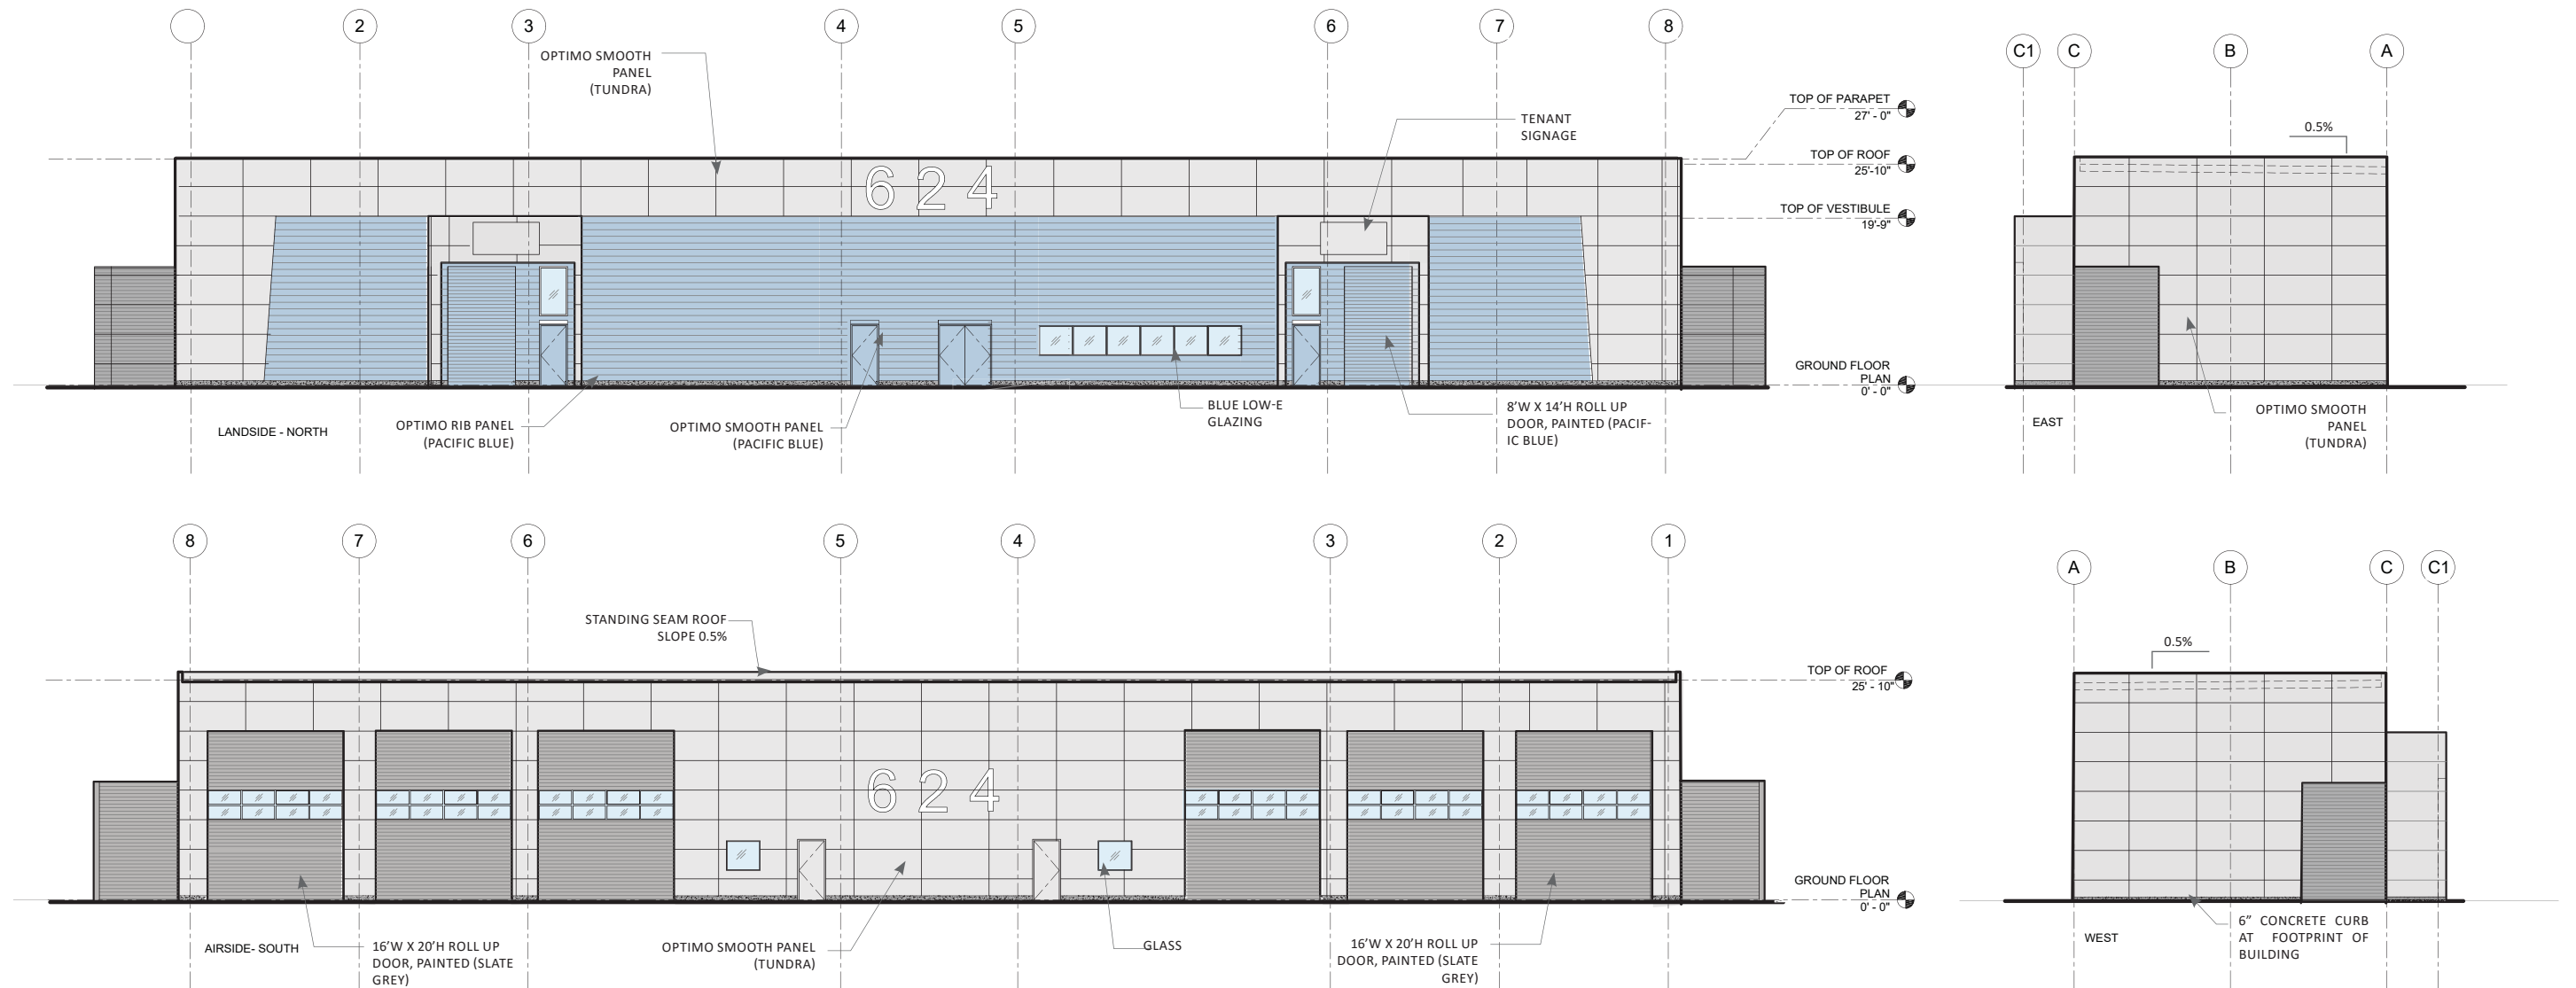 2
3
4
5
6
7
8
C1
C
B
A
OPTIMO SMOOTH
PANEL
(TUNDRA)
TENANT
SIGNAGE
TOP OF PARAPET
27' - 0"
TOP OF ROOF
25'-10"
TOP OF VESTIBULE
19'-9"
GROUND FLOOR
PLAN
0' - 0"
0.5%
6 2 4
LANDSIDE - NORTH
OPTIMO RIB PANEL
(PACIFIC BLUE)
OPTIMO SMOOTH PANEL
(PACIFIC BLUE)
BLUE LOW-E
GLAZING
8'W X 14'H ROLL UP
DOOR, PAINTED (PACIF-
IC BLUE)
EAST
OPTIMO SMOOTH
PANEL
(TUNDRA)
8
7
6
5
4
3
2
1
A
B
C
C1
STANDING SEAM ROOF
SLOPE 0.5%
TOP OF ROOF
25' - 10"
0.5%
6 2 4
GROUND FLOOR
PLAN
0' - 0"
AIRSIDE- SOUTH
16'W X 20'H ROLL UP
DOOR, PAINTED (SLATE
GREY)
OPTIMO SMOOTH PANEL
(TUNDRA)
GLASS
16'W X 20'H ROLL UP
DOOR, PAINTED (SLATE
GREY)
WEST
6" CONCRETE CURB
AT FOOTPRINT OF
BUILDING